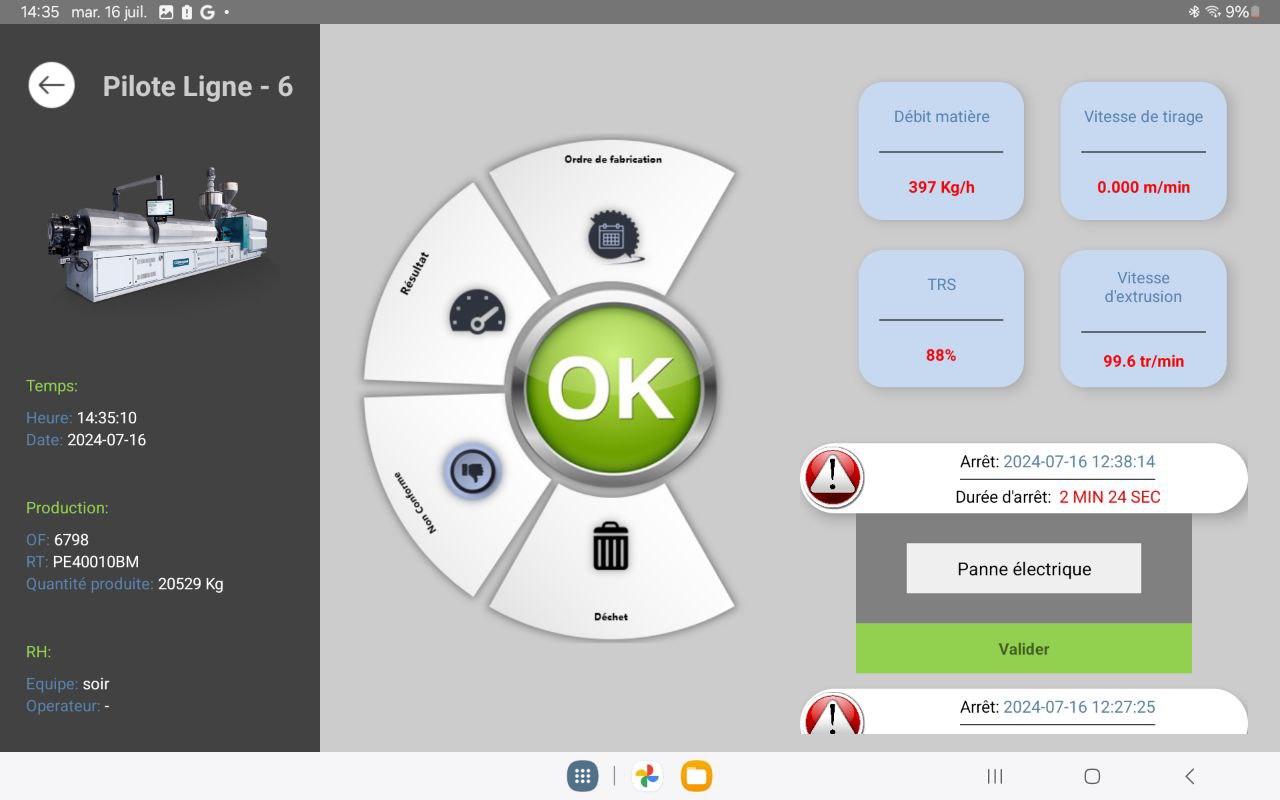 14:35 mar. 16 juil.
9%
Pilote Ligne - 6
Temps:
Heure: 14:35:10
Date: 2024-07-16
Production:
OF: 6798
RT: PE40010BM
Quantité produite: 20529 Kg
RH:
Equipe: soir
Operateur: -
Ordre de fabrication
Résultat
OK
Non Conforme
Déchet
Débit matière
397 Kg/h
Vitesse de tirage
0.000 m/min
TRS
88%
Vitesse
d'extrusion
99.6 tr/min
Arrêt: 2024-07-16 12:38:14
Durée d'arrêt: 2 MIN 24 SEC
Panne électrique
Valider
Arrêt: 2024-07-16 12:27:25